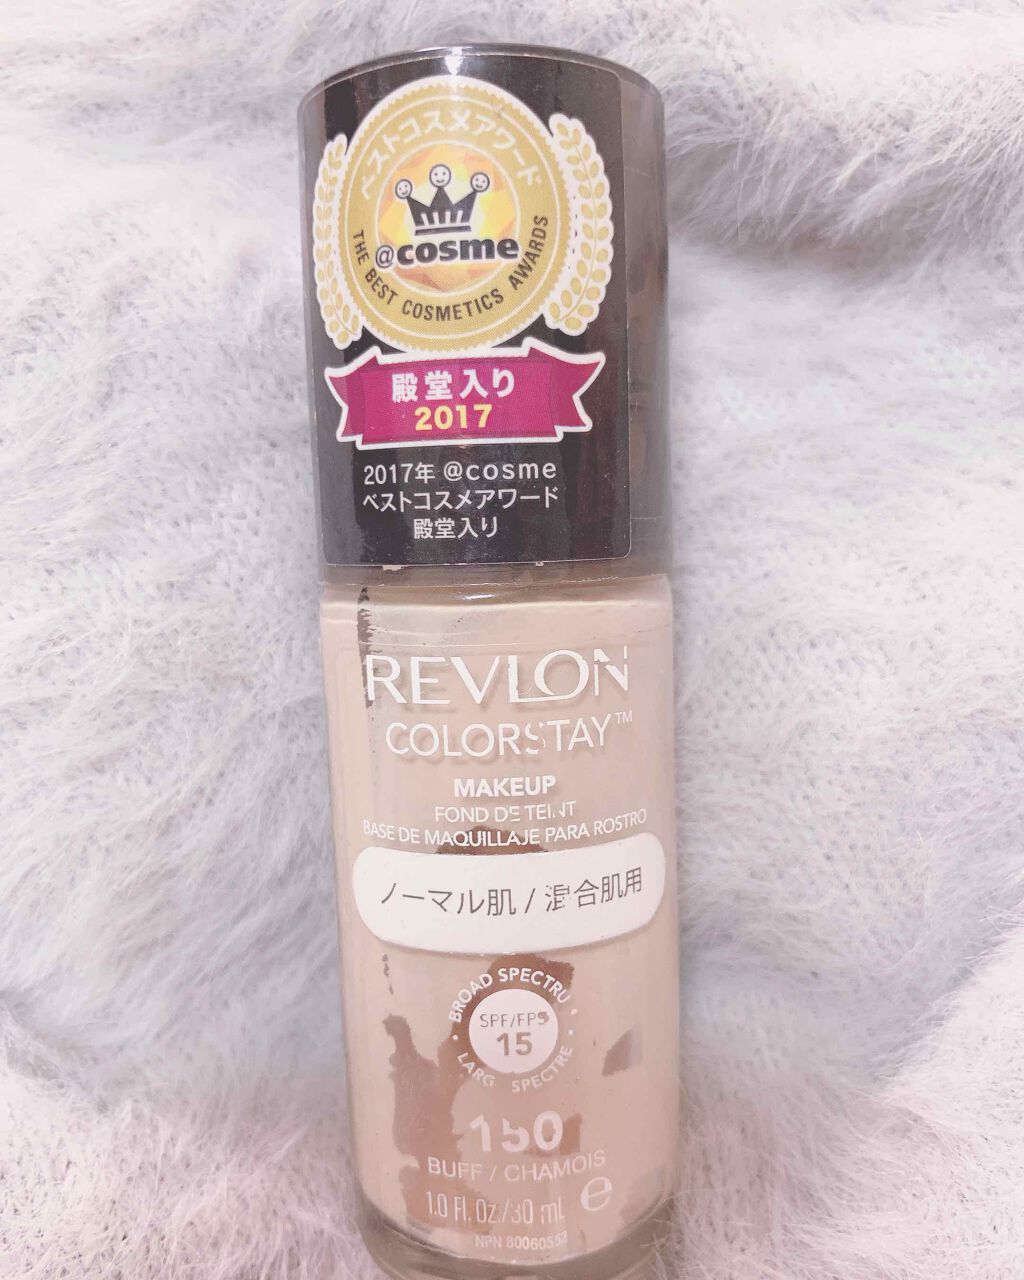 ベストコスメアワード
@cosme
THE BEST COSMETICS AWARDS
殿堂入り
2017
2017年 @cosme
ベストコスメアワード
殿堂入り
REVLON
COLORSTAY™
MAKEUP
FOND DE TEINT
BASE DE MAQUILLAJE PARA ROSTRO
ノーマル肌 / 混合肌用
BROAD SPECTRU
SPF/FPS
15
LARG SPECTRE
150
BUFF / CHAMOIS
1.0 Fl. Oz./30 mL e
NPN 80060552